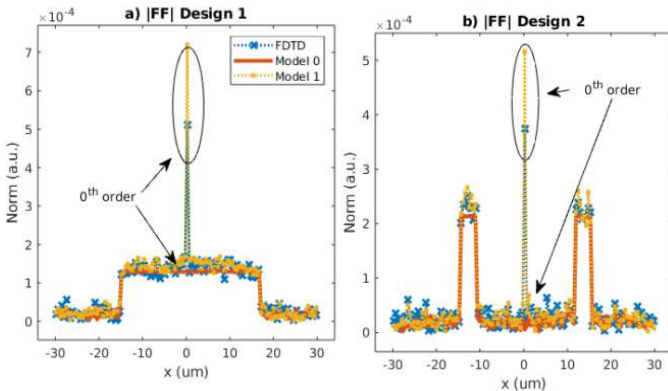 a) |FF| Design 1
×10⁻⁴
7
6
5
4
3
2
1
0
Norm (a.u.)
FDTD
Model 0
Model 1
0th order
-30
-20
-10
0
10
20
30
x (um)
b) |FF| Design 2
×10⁻⁴
5
4
3
2
1
0
Norm (a.u.)
0th order
-30
-20
-10
0
10
20
30
x (um)